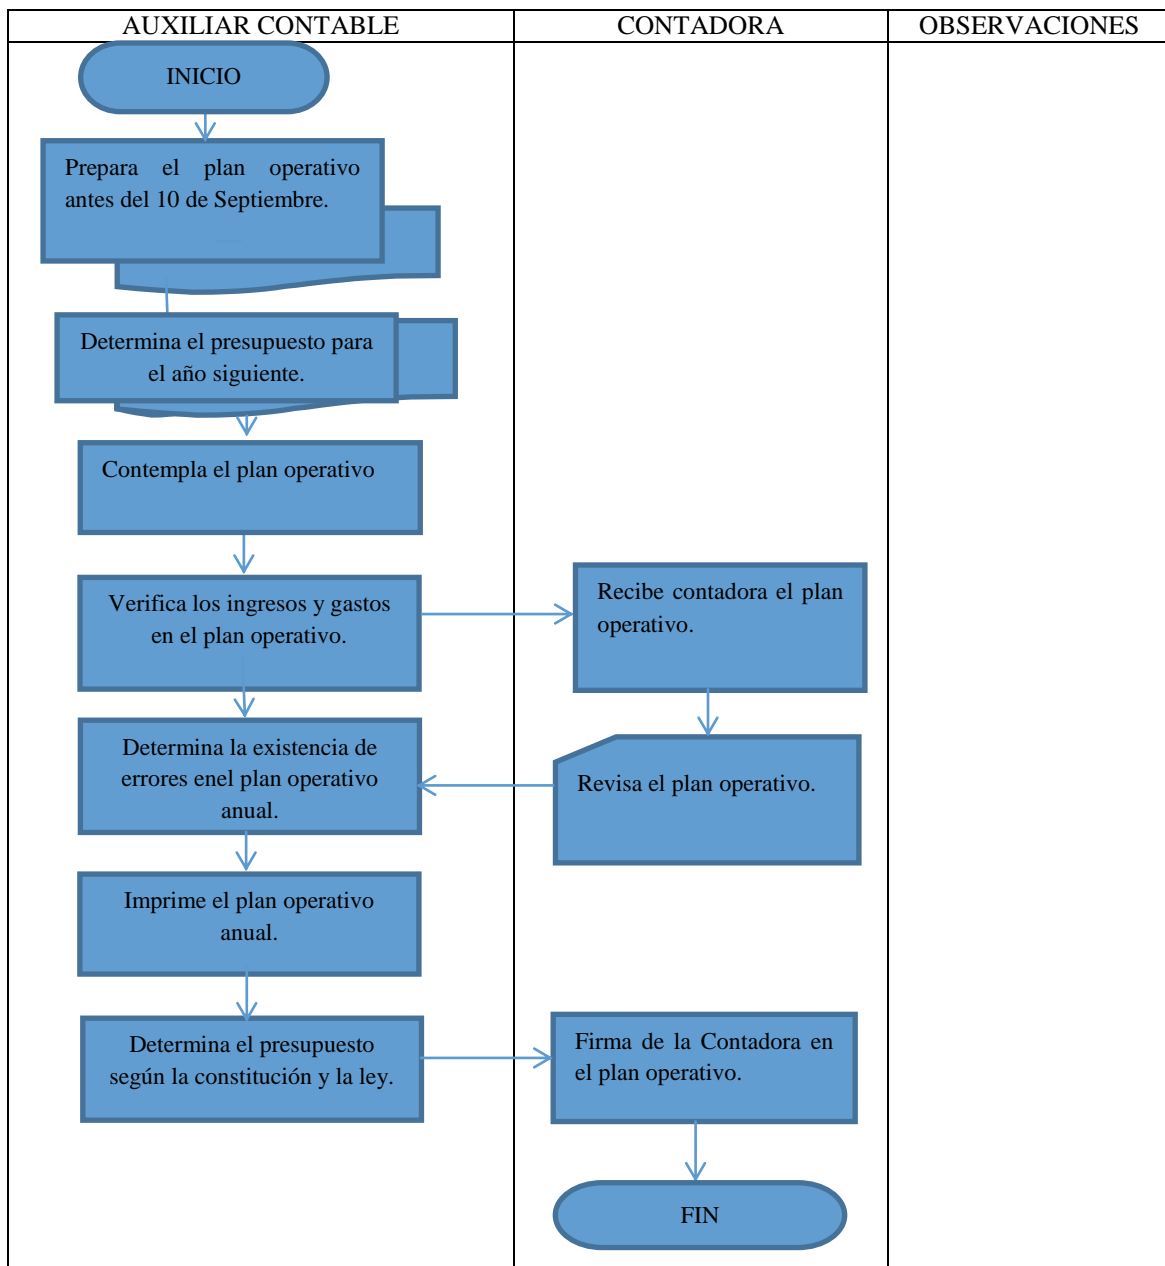 AUXILIAR CONTABLE
CONTADORA
OBSERVACIONES
INICIO
Prepara el plan operativo
antes del 10 de Septiembre.
Determina el presupuesto para
el año siguiente.
Contempla el plan operativo
Verifica los ingresos y gastos
en el plan operativo.
Recibe contadora el plan
operativo.
Determina la existencia de
errores enel plan operativo
anual.
Revisa el plan operativo.
Imprime el plan operativo
anual.
Determina el presupuesto
según la constitución y la ley.
Firma de la Contadora en
el plan operativo.
FIN